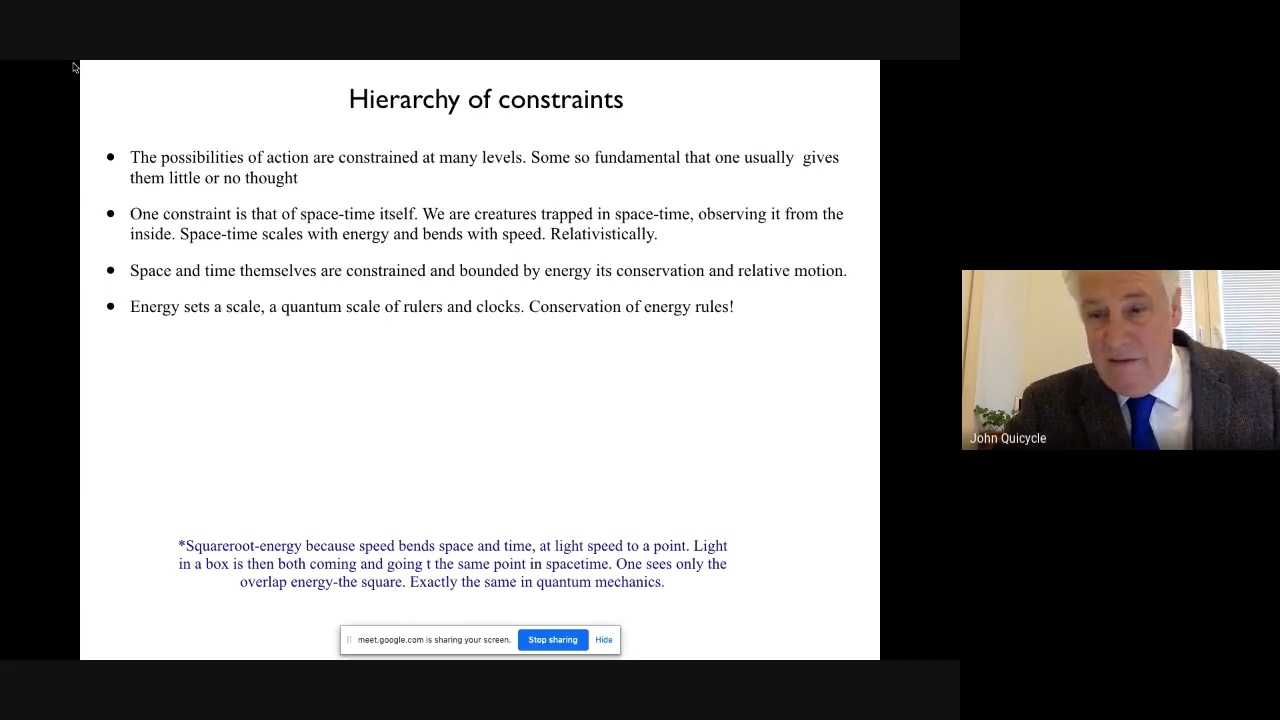 Hierarchy of constraints
● The possibilities of action are constrained at many levels. Some so fundamental that one usually gives
them little or no thought
● One constraint is that of space-time itself. We are creatures trapped in space-time, observing it from the
inside. Space-time scales with energy and bends with speed. Relativistically.
● Space and time themselves are constrained and bounded by energy its conservation and relative motion.
● Energy sets a scale, a quantum scale of rulers and clocks. Conservation of energy rules!
*Squareroot-energy because speed bends space and time, at light speed to a point. Light
in a box is then both coming and going t the same point in spacetime. One sees only the
overlap energy-the square. Exactly the same in quantum mechanics.
meet.google.com is sharing your screen. Stop sharing Hide
John Quicycle